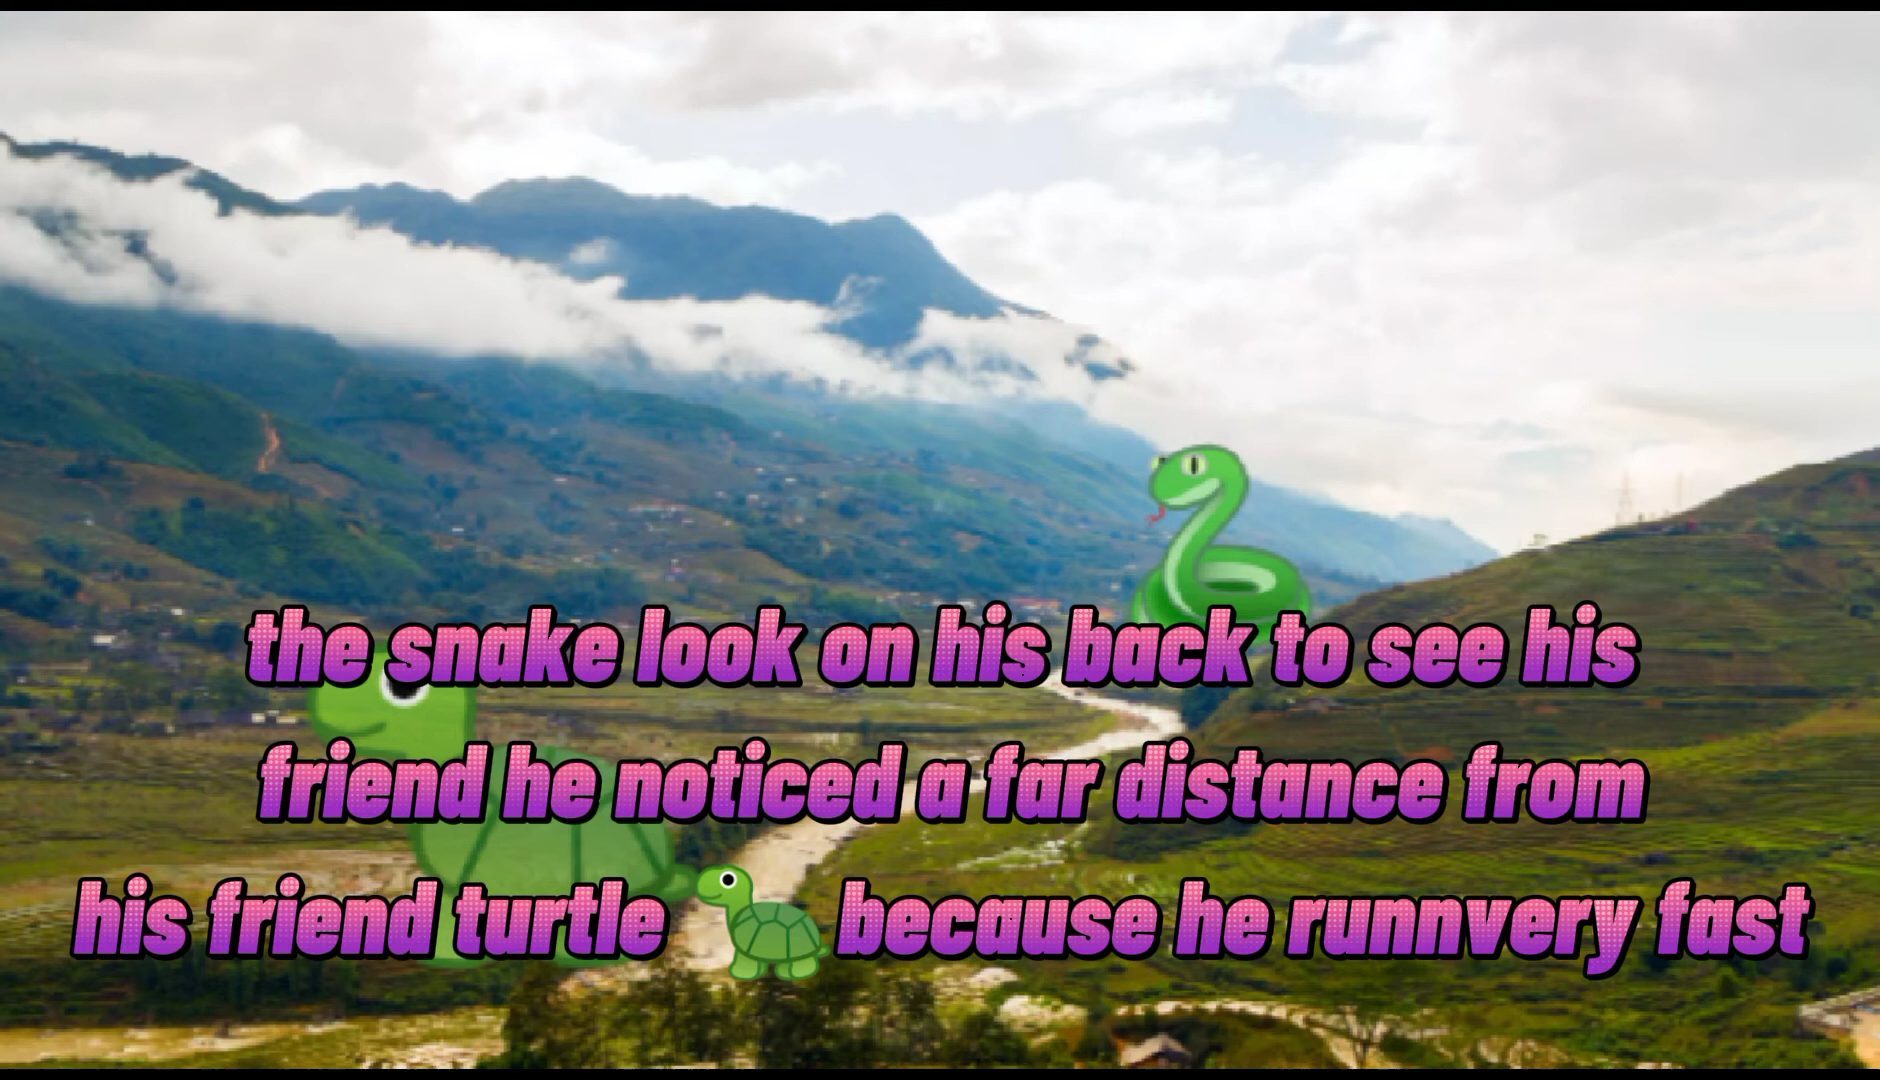 the snake look on his back to see his
friend he noticed a far distance from
his friend turtle 🐢 because he runnvery fast